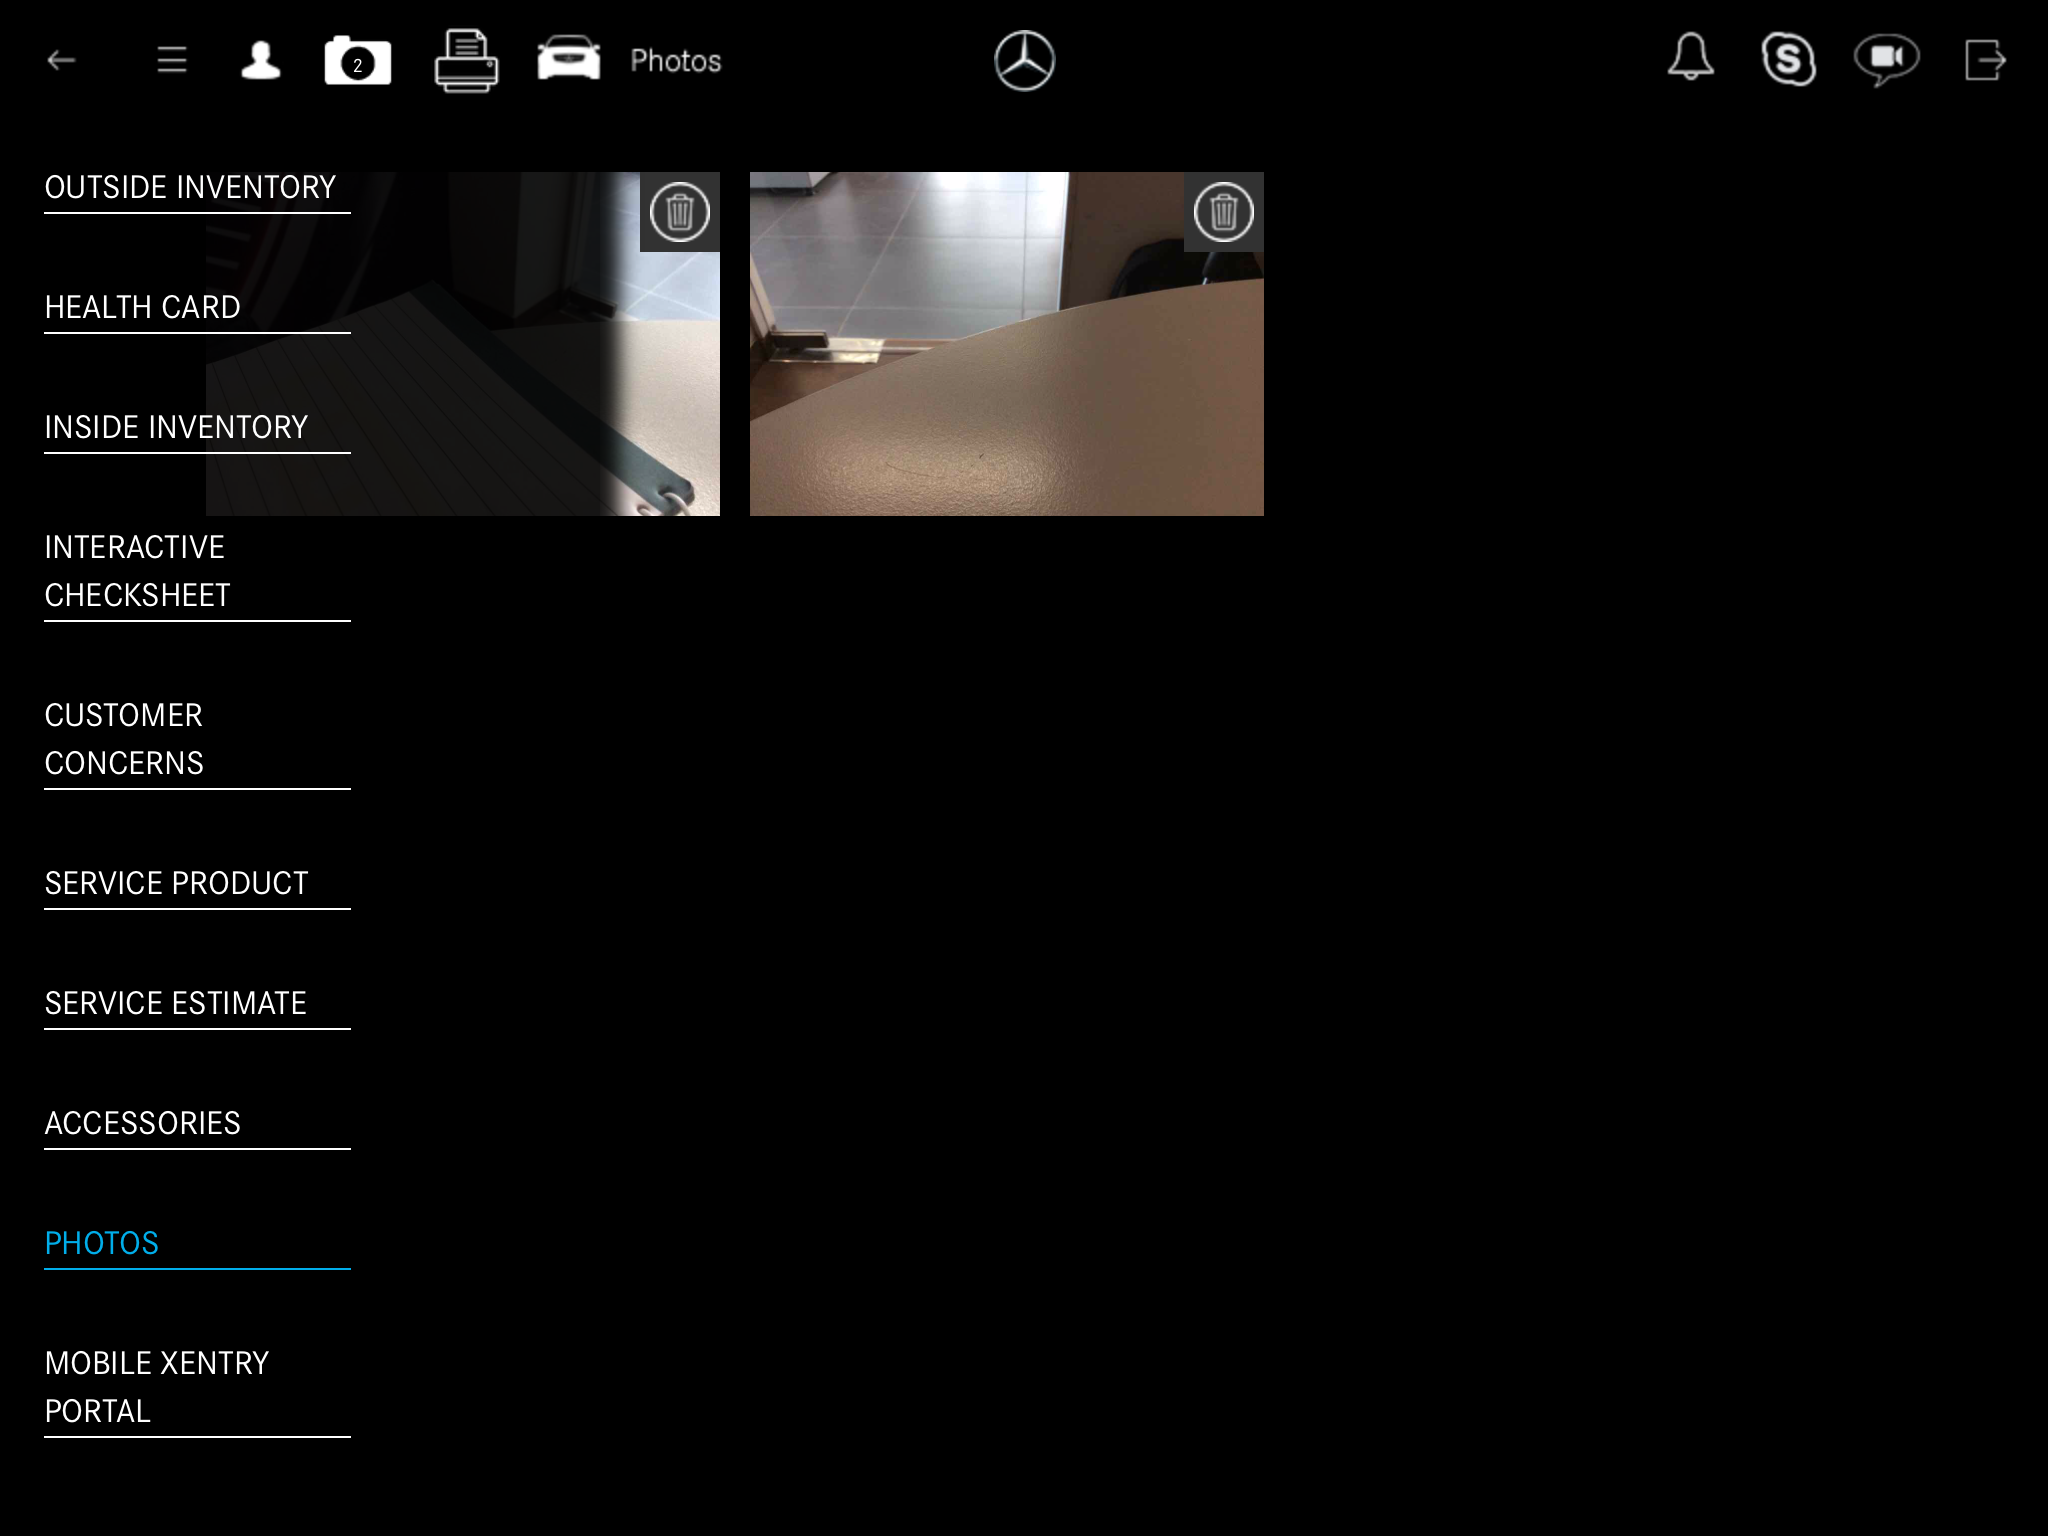 2
Photos
S
OUTSIDE INVENTORY
HEALTH CARD
INSIDE INVENTORY
INTERACTIVE
CHECKSHEET
CUSTOMER
CONCERNS
SERVICE PRODUCT
SERVICE ESTIMATE
ACCESSORIES
PHOTOS
MOBILE XENTRY
PORTAL